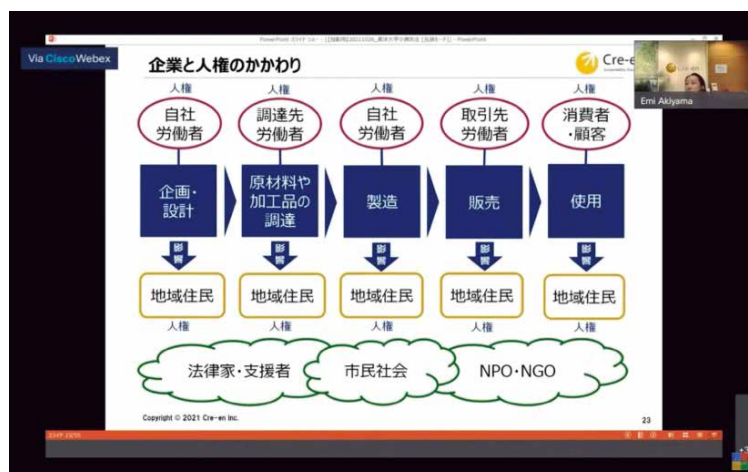 Via Cisco Webex
企業と人権のかかわり
Cre-en
Emi Akiyama
人権 人権 人権 人権 人権
自社労働者 調達先労働者 自社労働者 取引先労働者 消費者・顧客
企画・設計 原材料や加工品の調達 製造 販売 使用
影響 影響 影響 影響 影響
地域住民 地域住民 地域住民 地域住民 地域住民
人権 人権 人権 人権 人権
法律家・支援者 市民社会 NPO・NGO
Copyright © 2021 Cre-en Inc.
23